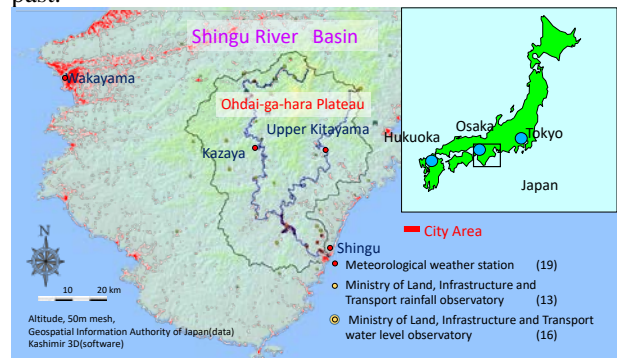 past.
Shingu River Basin
Wakayama
Ohdai-ga-hara Plateau
Upper Kitayama
Kazaya
Hukuoka
Osaka
Tokyo
Japan
City Area
Shingu
Meteorological weather station (19)
Ministry of Land, Infrastructure and
Transport rainfall observatory (13)
Ministry of Land, Infrastructure and Transport
water level observatory (16)
N
10 20 km
Altitude, 50m mesh,
Geospatial Information Authority of Japan(data)
Kashimir 3D(software)